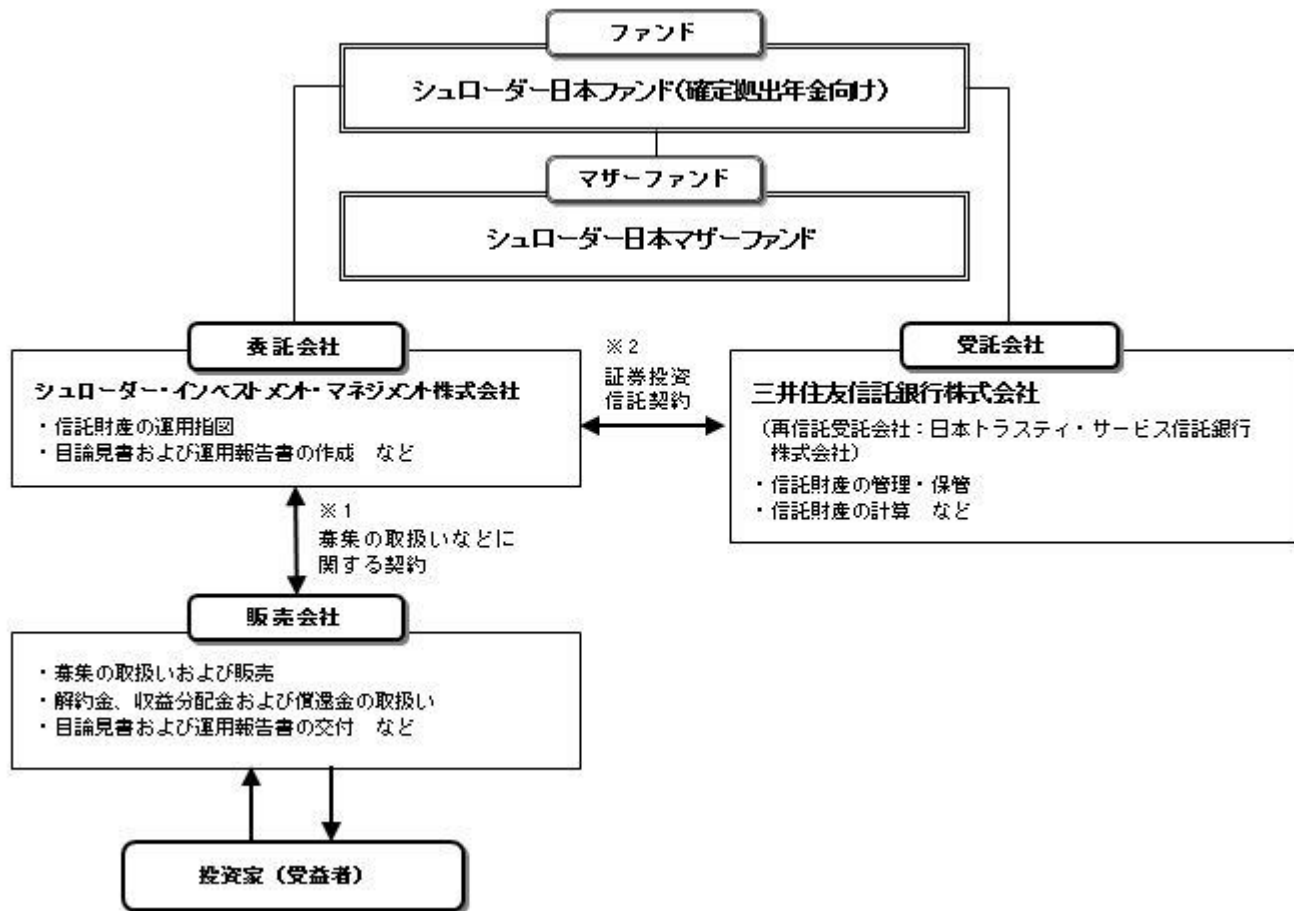 ファンド
シュローダー日本ファンド(確定拠出年金向け)
マザーファンド
シュローダー日本マザーファンド
委託会社
シュローダー・インベストメント・マネジメント株式会社
・信託財産の運用指図
・目論見書および運用報告書の作成　など
※2
証券投資
信託契約
受託会社
三井住友信託銀行株式会社
(再信託受託会社：日本トラスティ・サービス信託銀行
株式会社)
・信託財産の管理・保管
・信託財産の計算　など
※1
募集の取扱いなどに
関する契約
販売会社
・募集の取扱いおよび販売
・解約金、収益分配金および償還金の取扱い
・目論見書および運用報告書の交付　など
投資家（受益者）